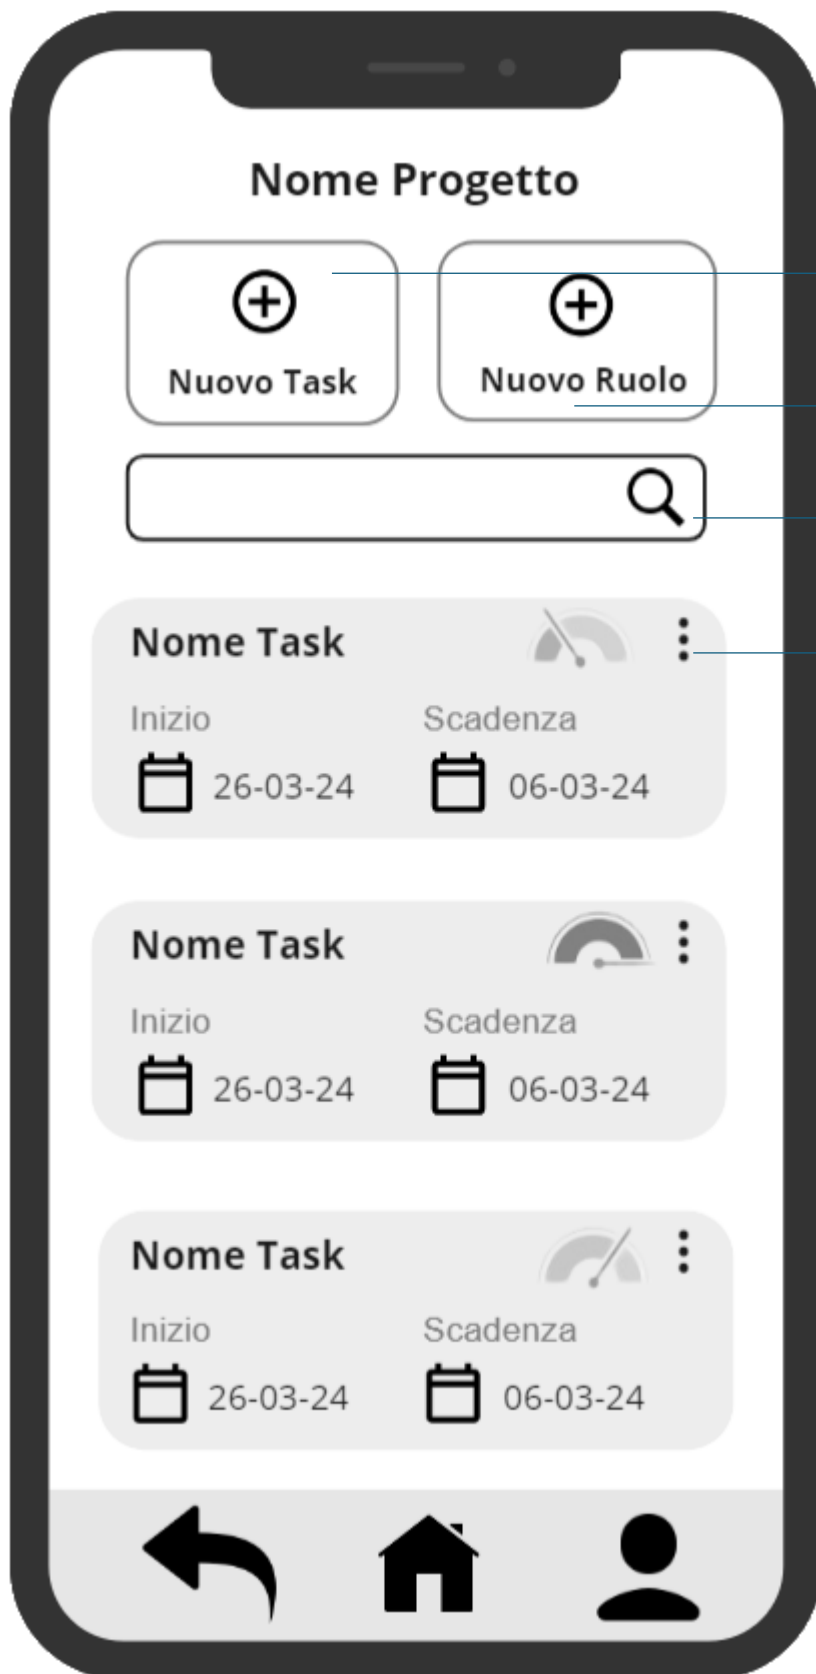 Nome Progetto
Nuovo Task
Nuovo Ruolo
Nome Task
Inizio Scadenza
26-03-24 06-03-24
Nome Task
Inizio Scadenza
26-03-24 06-03-24
Nome Task
Inizio Scadenza
26-03-24 06-03-24